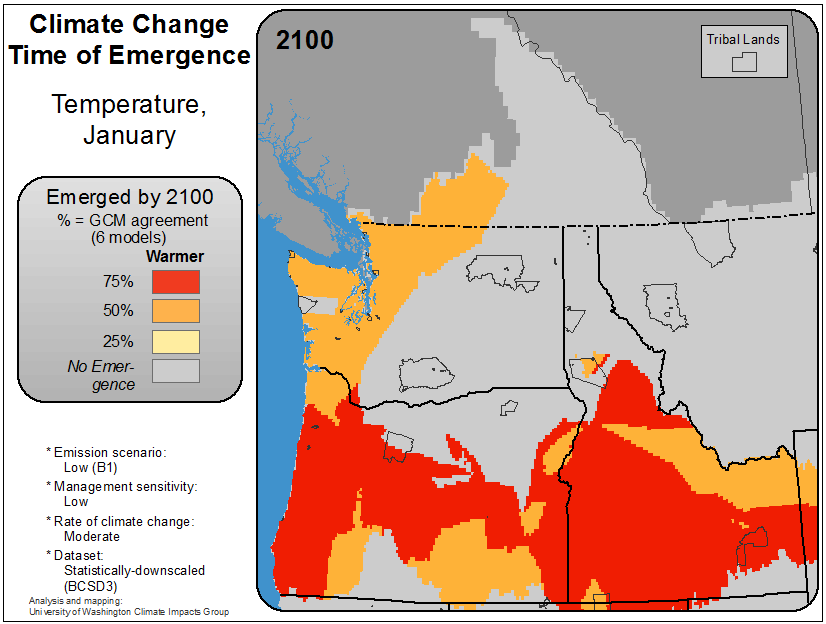 Climate Change
Time of Emergence
Temperature,
January
Emerged by 2100
% = GCM agreement
(6 models)
Warmer
75%
50%
25%
No Emer-
gence
* Emission scenario:
Low (B1)
* Management sensitivity:
Low
* Rate of climate change:
Moderate
* Dataset:
Statistically-downscaled
(BCSD3)
Analysis and mapping:
University of Washington Climate Impacts Group
2100
Tribal Lands